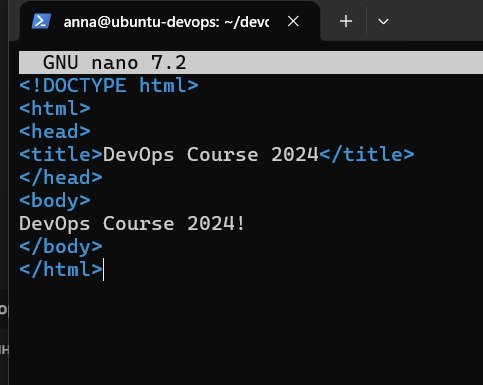 anna@ubuntu-devops: ~/devo
GNU nano 7.2
<!DOCTYPE html>
<html>
<head>
<title>DevOps Course 2024</title>
</head>
<body>
DevOps Course 2024!
</body>
</html>